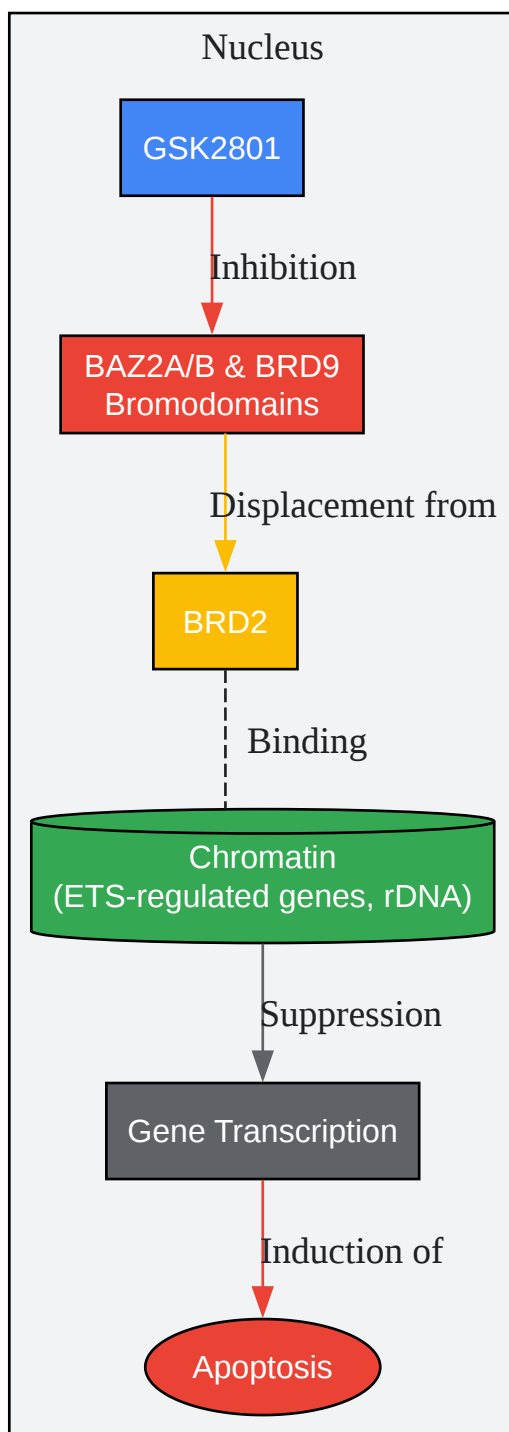 Nucleus
GSK2801
Inhibition
BAZ2A/B & BRD9
Bromodomains
Displacement from
BRD2
Binding
Chromatin
(ETS-regulated genes, rDNA)
Suppression
Gene Transcription
Induction of
Apoptosis